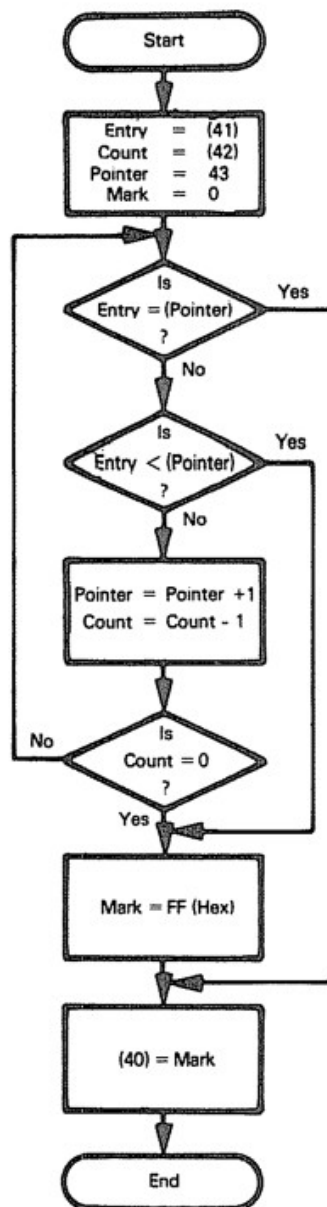 Start
Entry = (41)
Count = (42)
Pointer = 43
Mark = 0
Is
Entry = (Pointer)
?
Yes
No
Is
Entry < (Pointer)
?
Yes
No
Pointer = Pointer +1
Count = Count - 1
Is
Count = 0
?
No
Yes
Mark = FF (Hex)
(40) = Mark
End